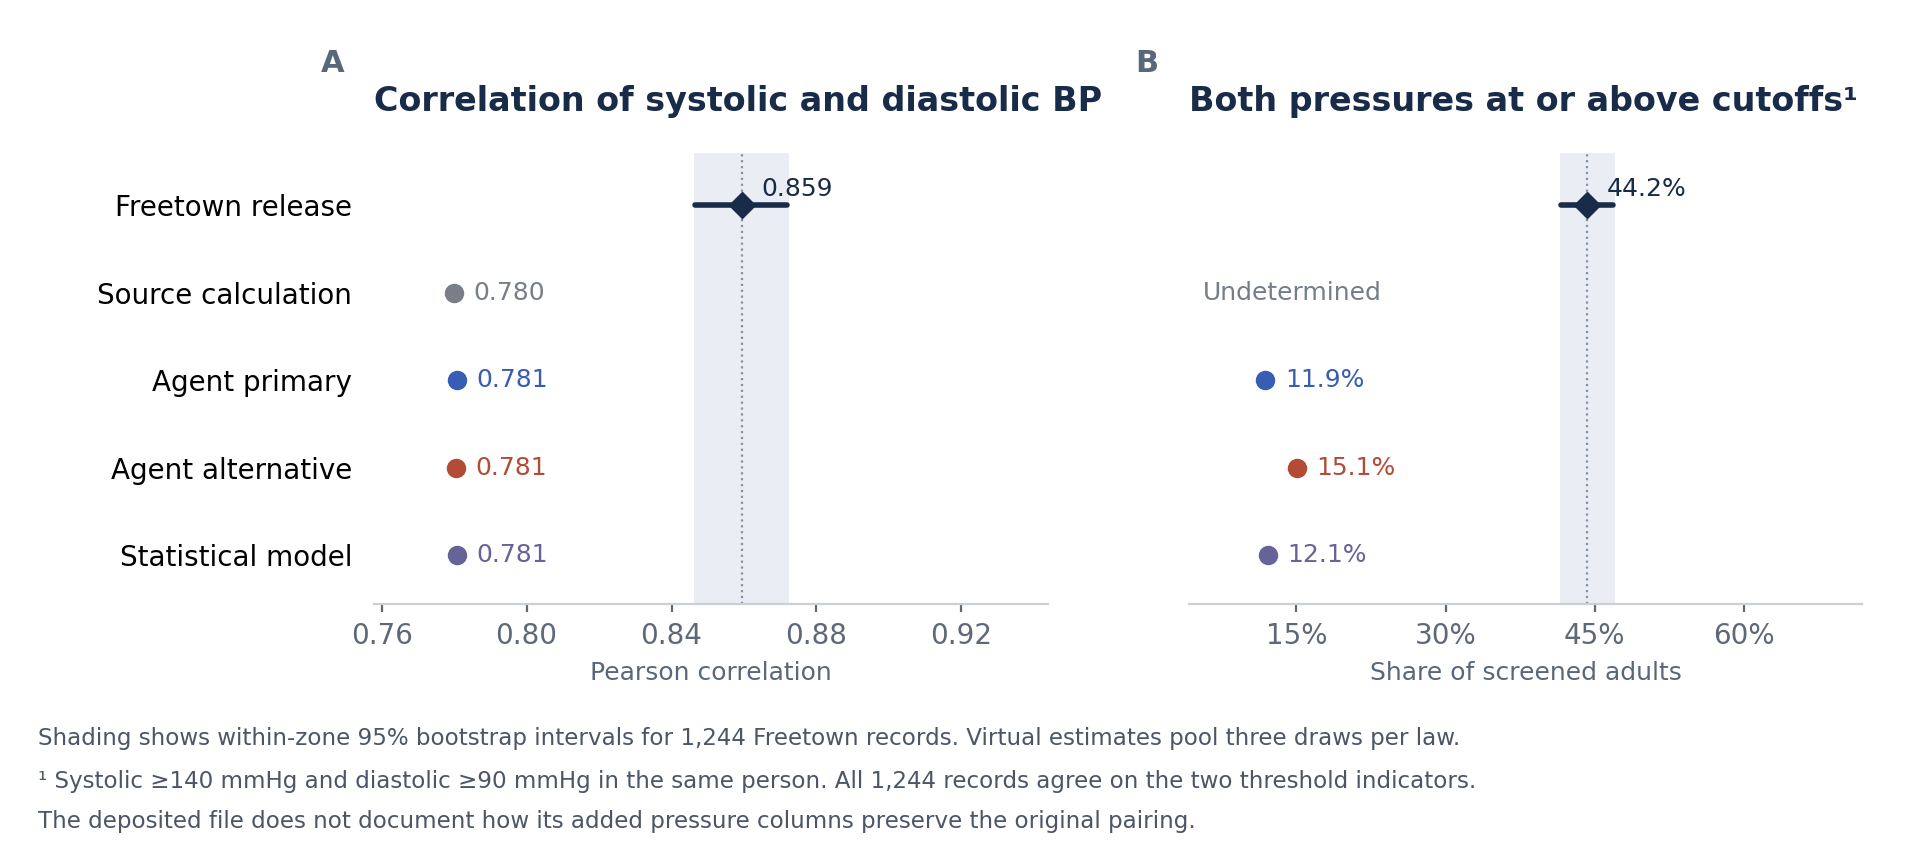 A
Correlation of systolic and diastolic BP
Freetown release
0.859
Source calculation
0.780
Agent primary
0.781
Agent alternative
0.781
Statistical model
0.781
0.76 0.80 0.84 0.88 0.92
Pearson correlation
B
Both pressures at or above cutoffs¹
44.2%
Undetermined
11.9%
15.1%
12.1%
15% 30% 45% 60%
Share of screened adults
Shading shows within-zone 95% bootstrap intervals for 1,244 Freetown records. Virtual estimates pool three draws per law.
¹ Systolic ≥140 mmHg and diastolic ≥90 mmHg in the same person. All 1,244 records agree on the two threshold indicators.
The deposited file does not document how its added pressure columns preserve the original pairing.